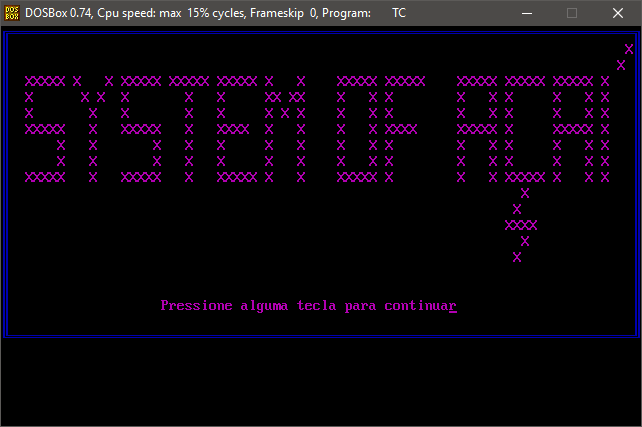 DOSBox 0.74, Cpu speed: max 15% cycles, Frameskip 0, Program: TC
SYSTEM OF AÇAÍ
Pressione alguma tecla para continuar